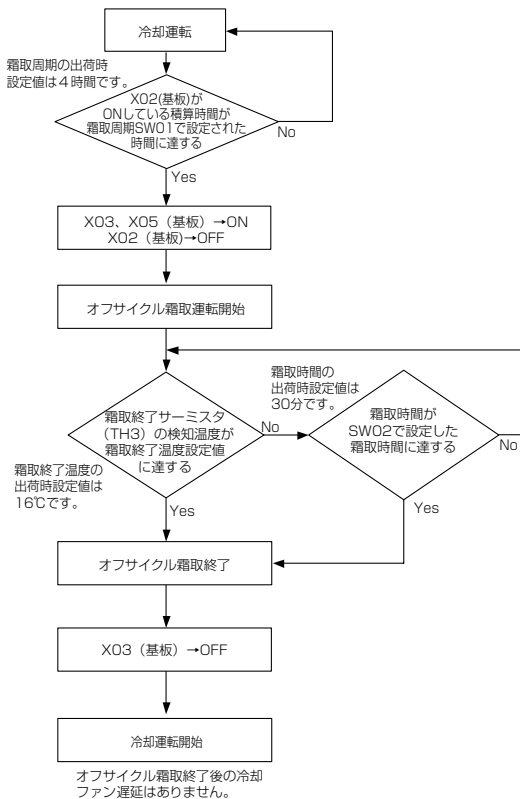 冷却運転
霜取周期の出荷時
設定値は４時間です。
X02(基板)が
ONしている積算時間が
霜取周期SW01で設定された
時間に達する
No
Yes
X03、X05（基板）→ON
X02（基板)→OFF
オフサイクル霜取運転開始
霜取時間の
出荷時設定値は
30分です。
霜取終了サーミスタ
（TH3）の検知温度が
霜取終了温度設定値
に達する
No
霜取時間が
SW02で設定した
霜取時間に達する
No
霜取終了温度の
出荷時設定値は
16℃です。
Yes
Yes
オフサイクル霜取終了
X03（基板）→OFF
冷却運転開始
オフサイクル霜取終了後の冷却
ファン遅延はありません。